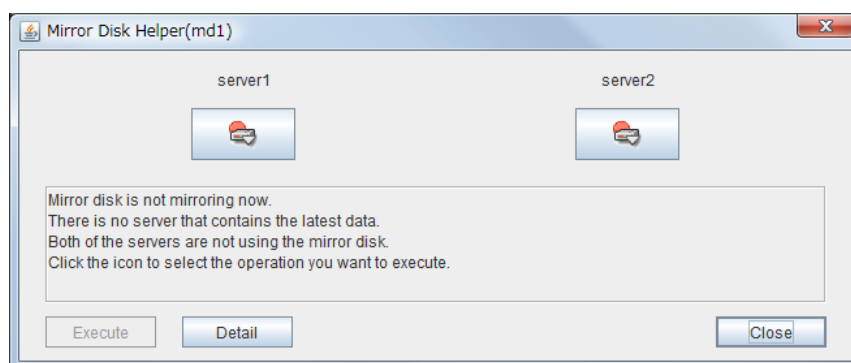 Mirror Disk Helper(md1)
server1 server2
Mirror disk is not mirroring now.
There is no server that contains the latest data.
Both of the servers are not using the mirror disk.
Click the icon to select the operation you want to execute.
Execute Detail Close